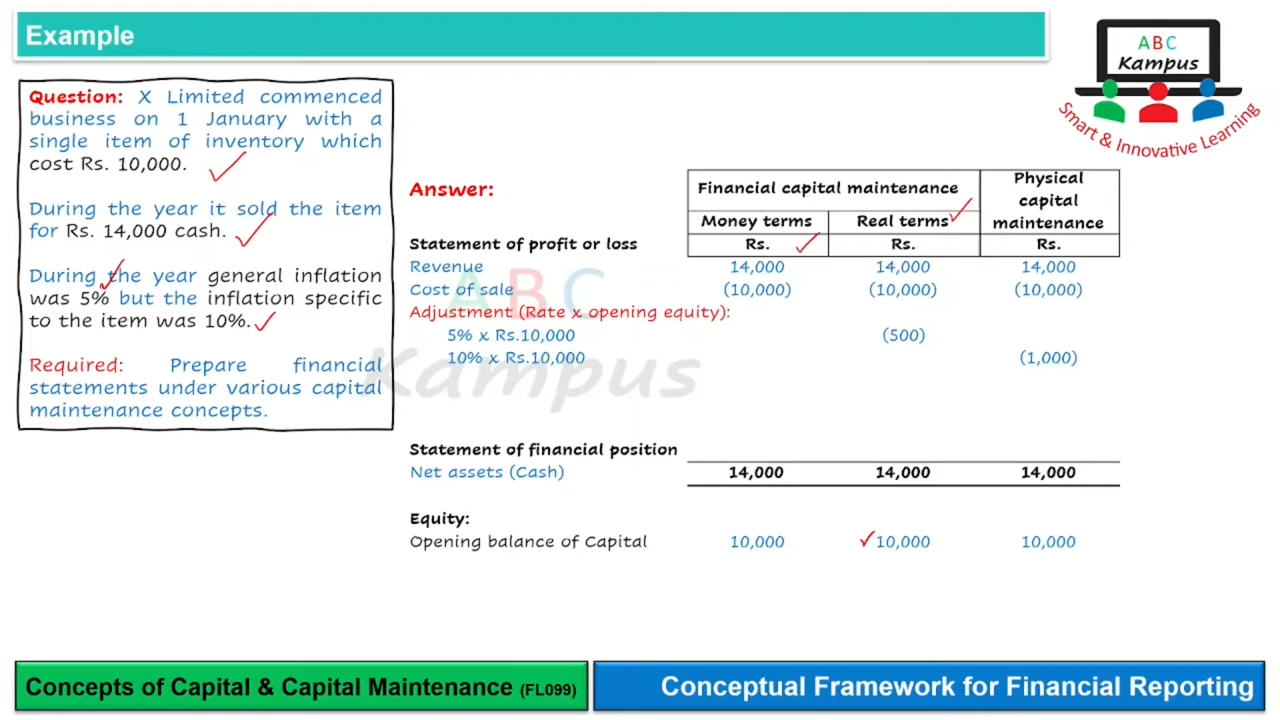 Example
ABC
Kampus
Smart & Innovative Learning
Question: X Limited commenced
business on 1 January with a
single item of inventory which
cost Rs. 10,000.
During the year it sold the item
for Rs. 14,000 cash.
During the year general inflation
was 5% but the inflation specific
to the item was 10%.
Required: Prepare financial
statements under various capital
maintenance concepts.
Answer:
Financial capital maintenance
Physical
capital
maintenance
Money terms Real terms
Statement of profit or loss Rs. Rs. Rs.
Revenue 14,000 14,000 14,000
Cost of sale (10,000) (10,000) (10,000)
Adjustment (Rate x opening equity):
5% x Rs.10,000 (500)
10% x Rs.10,000 (1,000)
ABC
Kampus
Statement of financial position
Net assets (Cash) 14,000 14,000 14,000
Equity:
Opening balance of Capital 10,000 10,000 10,000
Concepts of Capital & Capital Maintenance (FL099)
Conceptual Framework for Financial Reporting